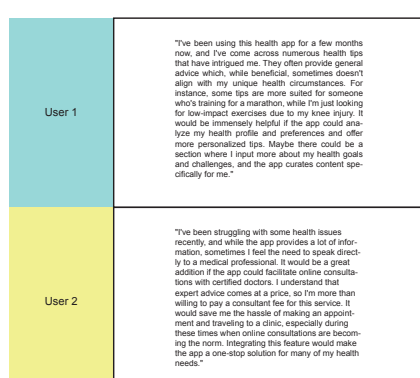 User 1
"I've been using this health app for a few months
now, and I've come across numerous health tips
that have intrigued me. They often provide general
advice which, while beneficial, sometimes doesn't
align with my unique health circumstances. For
instance, some tips are more suited for someone
who's training for a marathon, while I'm just looking
for low-impact exercises due to my knee injury. It
would be immensely helpful if the app could ana-
lyze my health profile and preferences and offer
more personalized tips. Maybe there could be a
section where I input more about my health goals
and challenges, and the app curates content spe-
cifically for me."
User 2
"I've been struggling with some health issues
recently, and while the app provides a lot of infor-
mation, sometimes I feel the need to speak direct-
ly to a medical professional. It would be a great
addition if the app could facilitate online consulta-
tions with certified doctors. I understand that
expert advice comes at a price, so I'm more than
willing to pay a consultant fee for this service. It
would save me the hassle of making an appoint-
ment and traveling to a clinic, especially during
these times when online consultations are becom-
ing the norm. Integrating this feature would make
the app a one-stop solution for many of my health
needs."